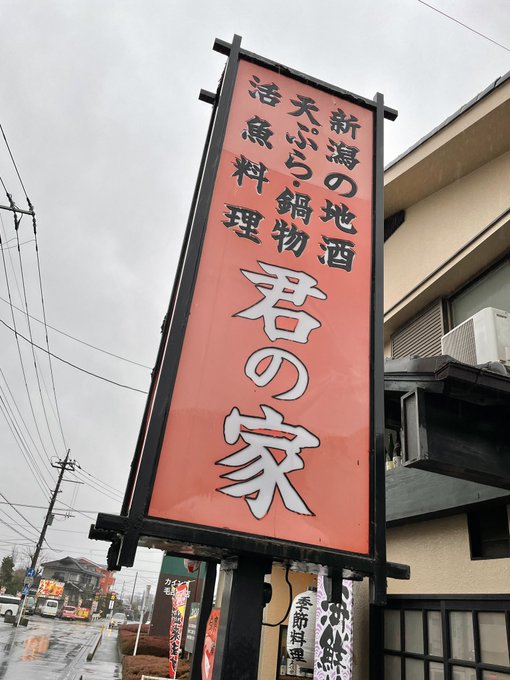 新潟の地酒
天ぷら・鍋物
活魚料理
君の家
季節料理
海鮮